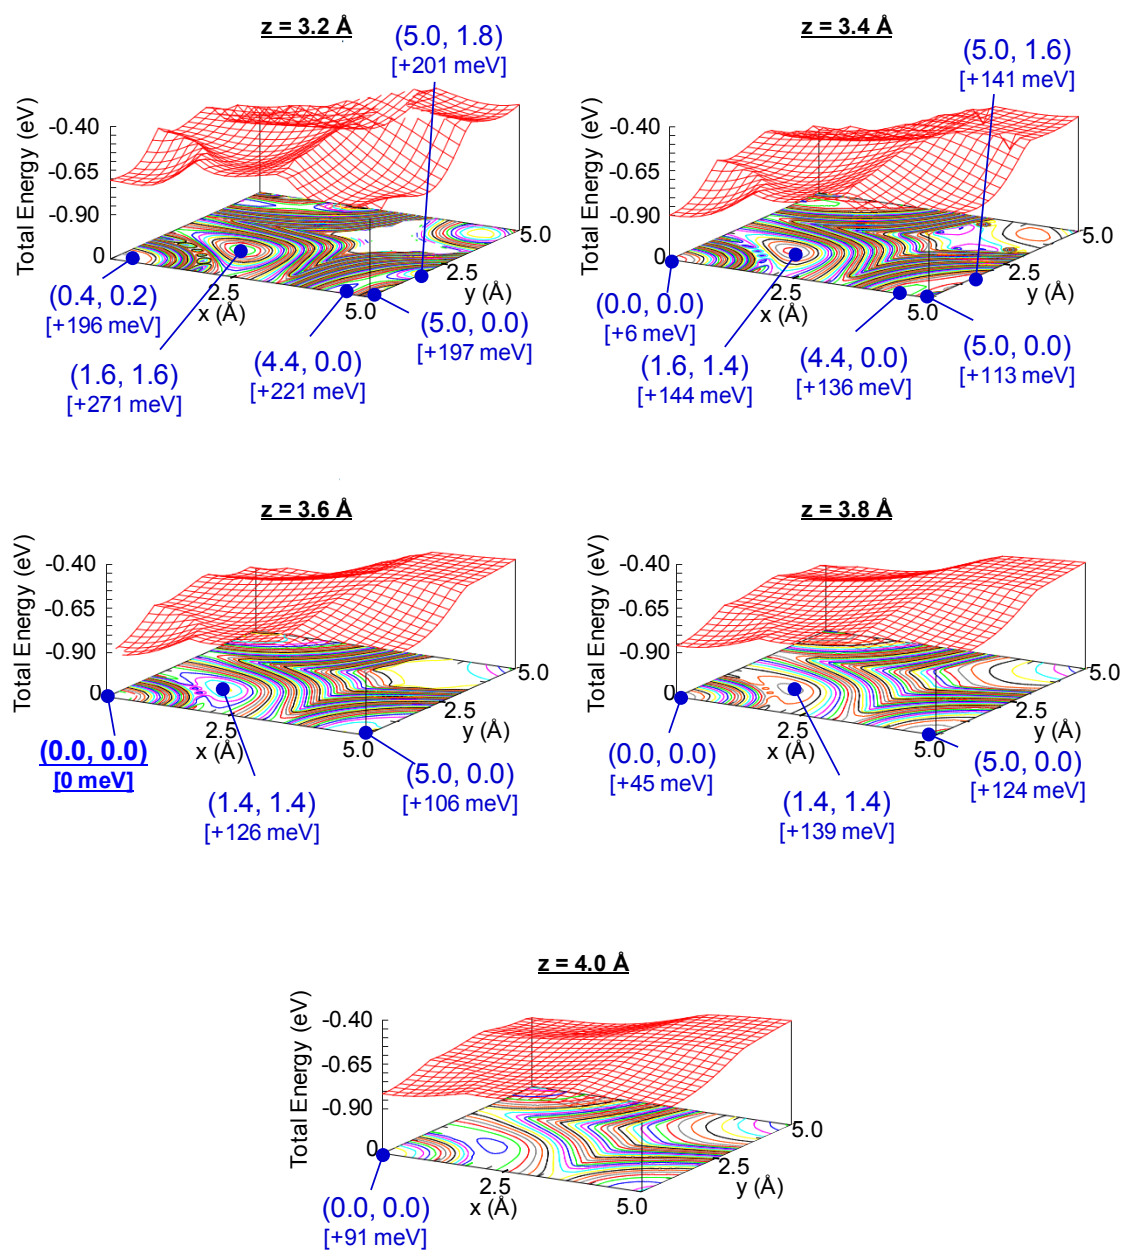 z = 3.2 Å
(5.0, 1.8)
[+201 meV]
Total Energy (eV)
-0.40
-0.65
-0.90
0
2.5
5.0
x (Å)
2.5
5.0
y (Å)
(0.4, 0.2)
[+196 meV]
(1.6, 1.6)
[+271 meV]
(4.4, 0.0)
[+221 meV]
(5.0, 0.0)
[+197 meV]
z = 3.4 Å
(5.0, 1.6)
[+141 meV]
Total Energy (eV)
-0.40
-0.65
-0.90
0
2.5
5.0
x (Å)
2.5
5.0
y (Å)
(0.0, 0.0)
[+6 meV]
(1.6, 1.4)
[+144 meV]
(4.4, 0.0)
[+136 meV]
(5.0, 0.0)
[+113 meV]
z = 3.6 Å
Total Energy (eV)
-0.40
-0.65
-0.90
0
2.5
5.0
x (Å)
2.5
5.0
y (Å)
(0.0, 0.0)
[0 meV]
(1.4, 1.4)
[+126 meV]
(5.0, 0.0)
[+106 meV]
z = 3.8 Å
Total Energy (eV)
-0.40
-0.65
-0.90
0
2.5
5.0
x (Å)
2.5
5.0
y (Å)
(0.0, 0.0)
[+45 meV]
(1.4, 1.4)
[+139 meV]
(5.0, 0.0)
[+124 meV]
z = 4.0 Å
Total Energy (eV)
-0.40
-0.65
-0.90
0
2.5
5.0
x (Å)
2.5
5.0
y (Å)
(0.0, 0.0)
[+91 meV]